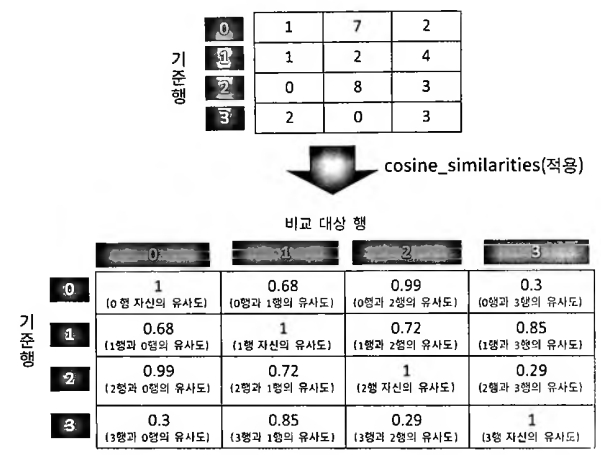 0 1 7 2
1 1 2 4
2 0 8 3
3 2 0 3
기준행
cosine_similarities(적용)
비교 대상 행
0 1 2 3
0 1 0.68 0.99 0.3
(0행 자신의 유사도) (0행과 1행의 유사도) (0행과 2행의 유사도) (0행과 3행의 유사도)
1 0.68 1 0.72 0.85
(1행과 0행의 유사도) (1행 자신의 유사도) (1행과 2행의 유사도) (1행과 3행의 유사도)
기준행
2 0.99 0.72 1 0.29
(2행과 0행의 유사도) (2행과 1행의 유사도) (2행 자신의 유사도) (2행과 3행의 유사도)
3 0.3 0.85 0.29 1
(3행과 0행의 유사도) (3행과 1행의 유사도) (3행과 2행의 유사도) (3행 자신의 유사도)